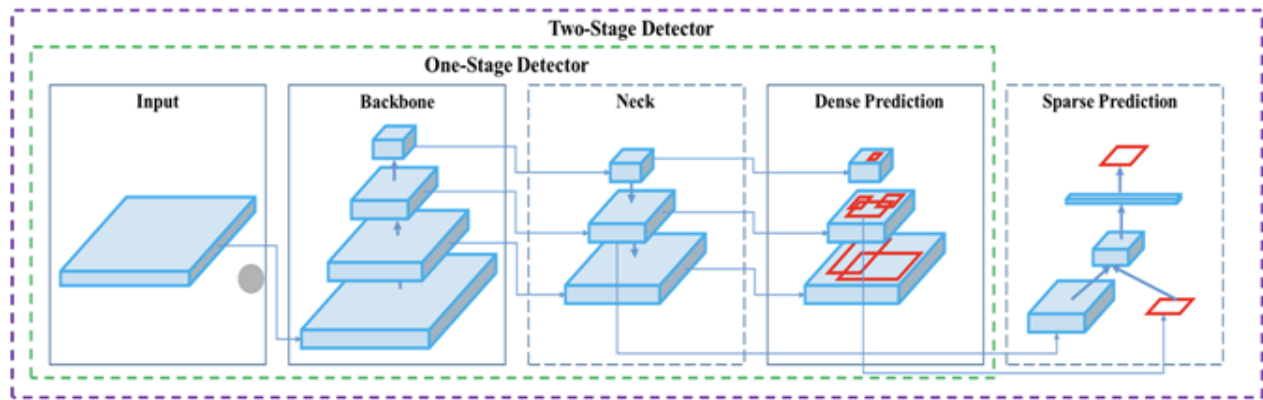 Two-Stage Detector
One-Stage Detector
Input
Backbone
Neck
Dense Prediction
Sparse Prediction